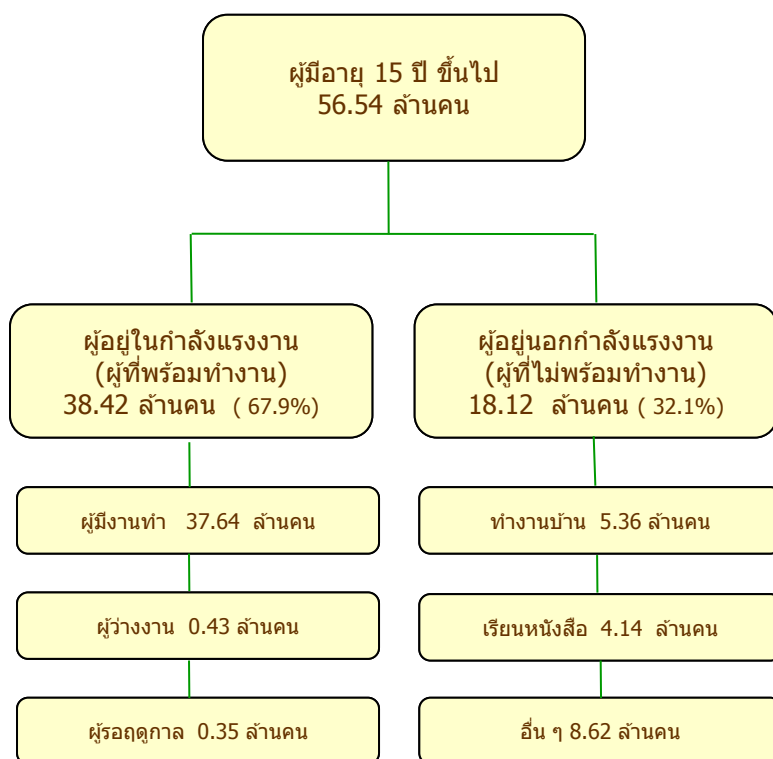 ผู้มีอายุ 15 ปี ขึ้นไป
56.54 ล้านคน
ผู้อยู่ในกำลังแรงงาน
(ผู้ที่พร้อมทำงาน)
38.42 ล้านคน ( 67.9%)
ผู้อยู่นอกกำลังแรงงาน
(ผู้ที่ไม่พร้อมทำงาน)
18.12 ล้านคน ( 32.1%)
ผู้มีงานทำ 37.64 ล้านคน
ทำงานบ้าน 5.36 ล้านคน
ผู้ว่างงาน 0.43 ล้านคน
เรียนหนังสือ 4.14 ล้านคน
ผู้รอฤดูกาล 0.35 ล้านคน
อื่น ๆ 8.62 ล้านคน